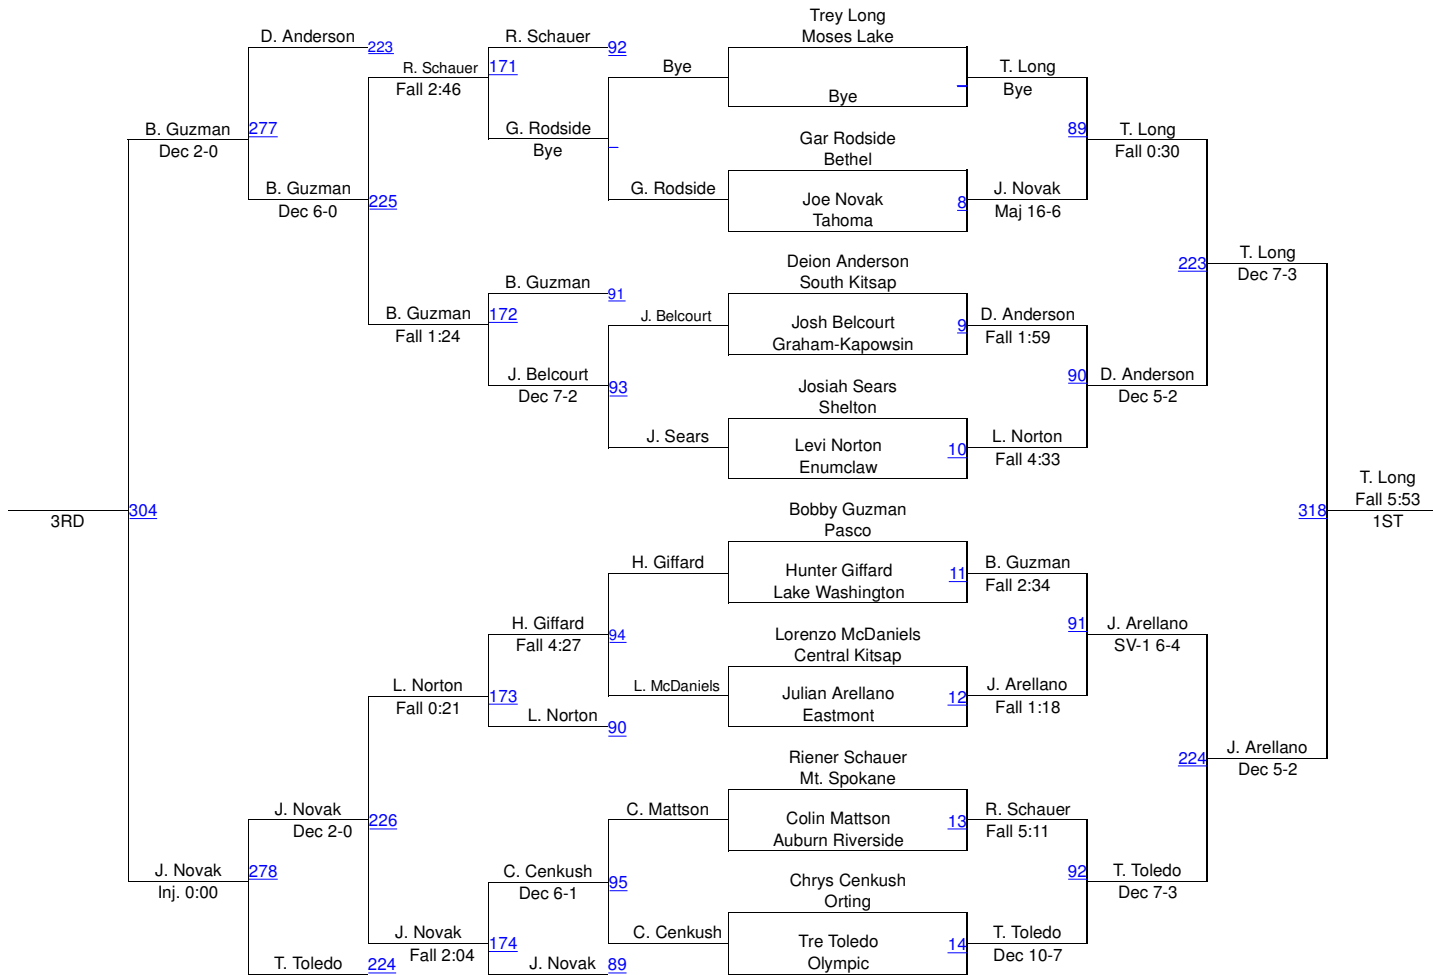 Trey Long
D. Anderson
223
R. Schauer
92
Moses Lake
R. Schauer
171
Bye
T. Long
Fall 2:46
Bye
Bye
B. Guzman
277
G. Rodside
89
T. Long
Dec 2-0
Bye
Gar Rodside
Fall 0:30
Bethel
B. Guzman
225
G. Rodside
Joe Novak
8
J. Novak
Dec 6-0
Tahoma
Maj 16-6
Deion Anderson
T. Long
B. Guzman
91
South Kitsap
223
Dec 7-3
B. Guzman
172
J. Belcourt
Josh Belcourt
9
D. Anderson
Fall 1:24
Graham-Kapowsin
Fall 1:59
J. Belcourt
93
Josiah Sears
90
D. Anderson
Dec 7-2
Shelton
Dec 5-2
J. Sears
Levi Norton
10
L. Norton
Enumclaw
Fall 4:33
T. Long
Fall 5:53
3RD
304
Bobby Guzman
318
1ST
Pasco
H. Giffard
Hunter Giffard
11
B. Guzman
Lake Washington
Fall 2:34
H. Giffard
94
Lorenzo McDaniels
91
J. Arellano
Fall 4:27
Central Kitsap
SV-1 6-4
L. Norton
173
L. McDaniels
Julian Arellano
12
J. Arellano
Fall 0:21
Eastmont
Fall 1:18
L. Norton
90
Riener Schauer
224
J. Arellano
Mt. Spokane
Dec 5-2
J. Novak
226
C. Mattson
Colin Mattson
13
R. Schauer
Dec 2-0
Auburn Riverside
Fall 5:11
J. Novak
278
C. Cenkush
95
Chrys Cenkush
92
T. Toledo
Inj. 0:00
Dec 6-1
Orting
Dec 7-3
J. Novak
174
C. Cenkush
Tre Toledo
14
T. Toledo
Fall 2:04
Olympic
Dec 10-7
T. Toledo
224
J. Novak
89